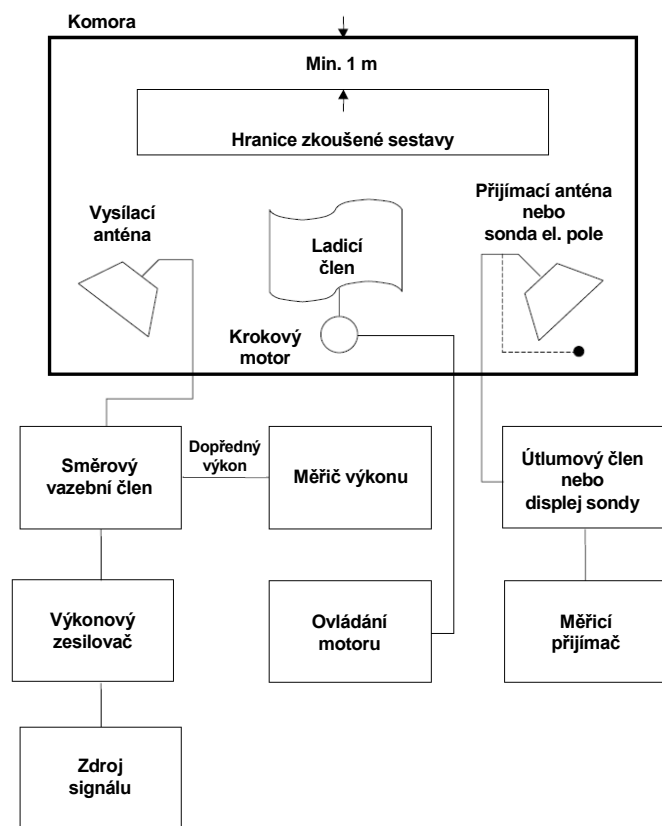 Komora
Min. 1 m
Hranice zkoušené sestavy
Vysílací
anténa
Ladicí
člen
Přijímací anténa
nebo
sonda el. pole
Krokový
motor
Směrový
vazební člen
Dopředný
výkon
Měřič výkonu
Útlumový člen
nebo
displej sondy
Výkonový
zesilovač
Ovládání
motoru
Měřicí
přijímač
Zdroj
signálu